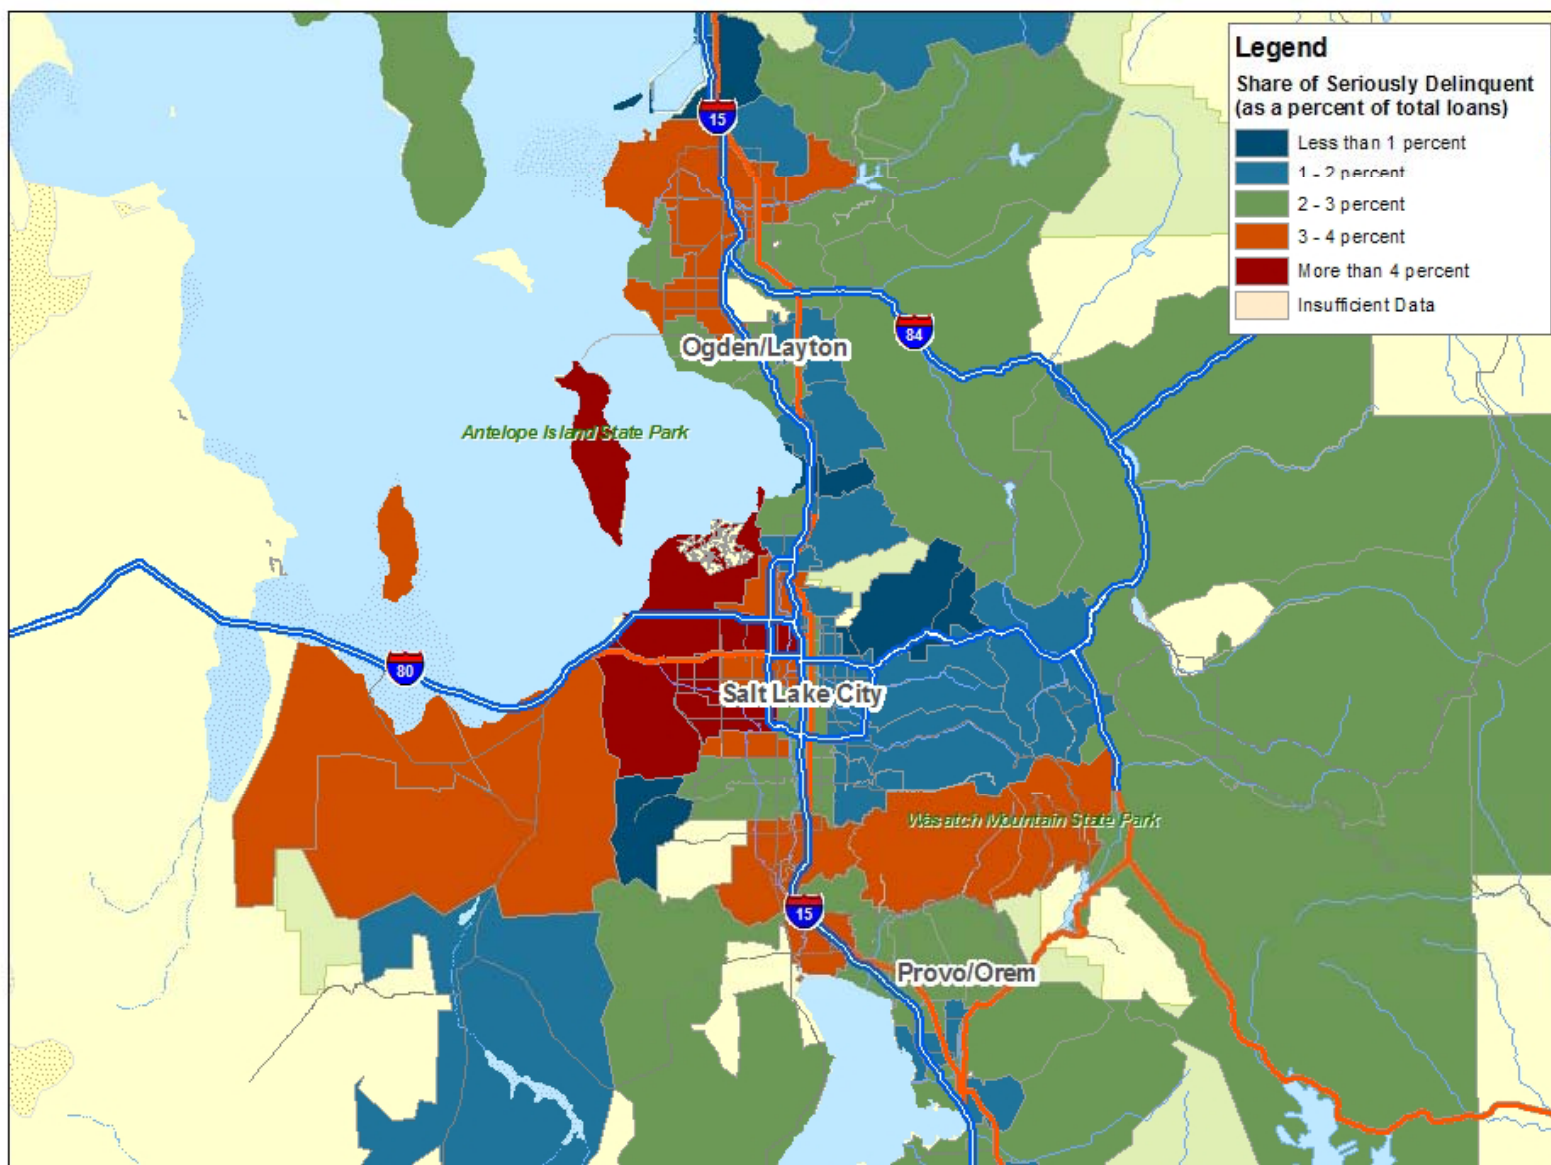 Legend
Share of Seriously Delinquent
(as a percent of total loans)
Less than 1 percent
1 - 2 percent
2 - 3 percent
3 - 4 percent
More than 4 percent
Insufficient Data
15
84
Ogden/Layton
Antelope Island State Park
80
Salt Lake City
Wasatch Mountain State Park
15
Provo/Orem